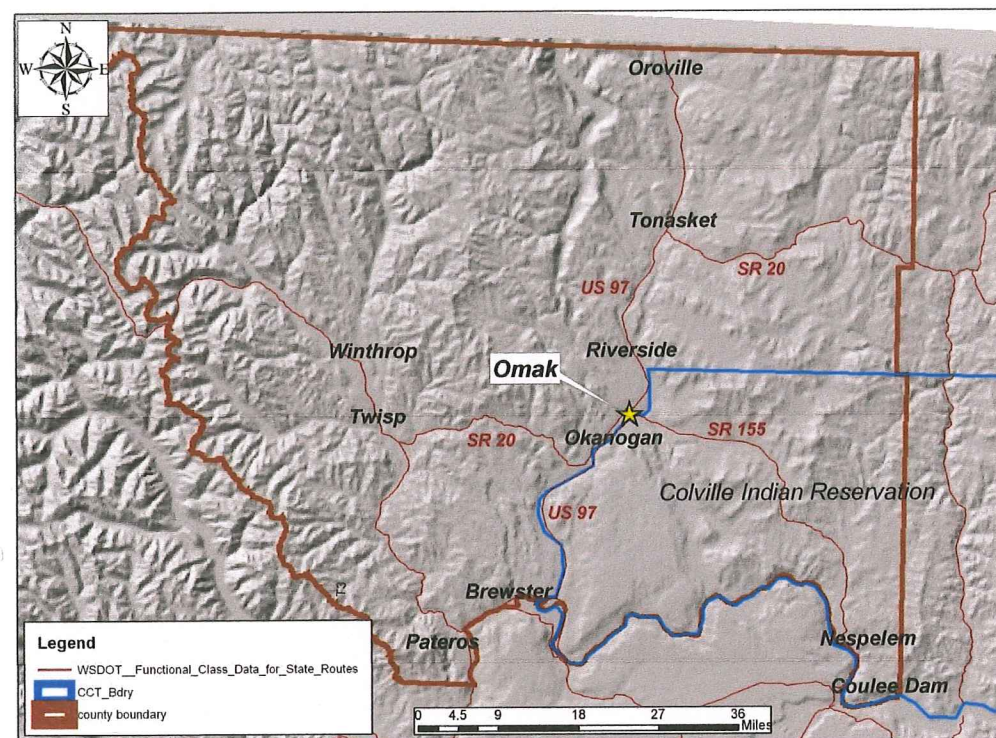 N
W E
S
Oroville
Tonasket
SR 20
US 97
Riverside
Winthrop
Omak
Twisp
SR 20
Okanogan
SR 155
Colville Indian Reservation
US 97
Brewster
Pateros
Nespelem
Coulee Dam
Legend
WSDOT__Functional_Class_Data_for_State_Routes
CCT_Bdry
county boundary
0 4.5 9 18 27 36
Miles